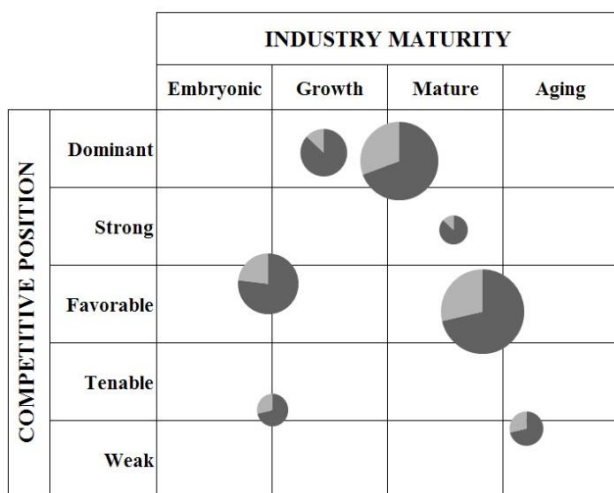 INDUSTRY MATURITY
Embryonic Growth Mature Aging
COMPETITIVE POSITION
Dominant
Strong
Favorable
Tenable
Weak